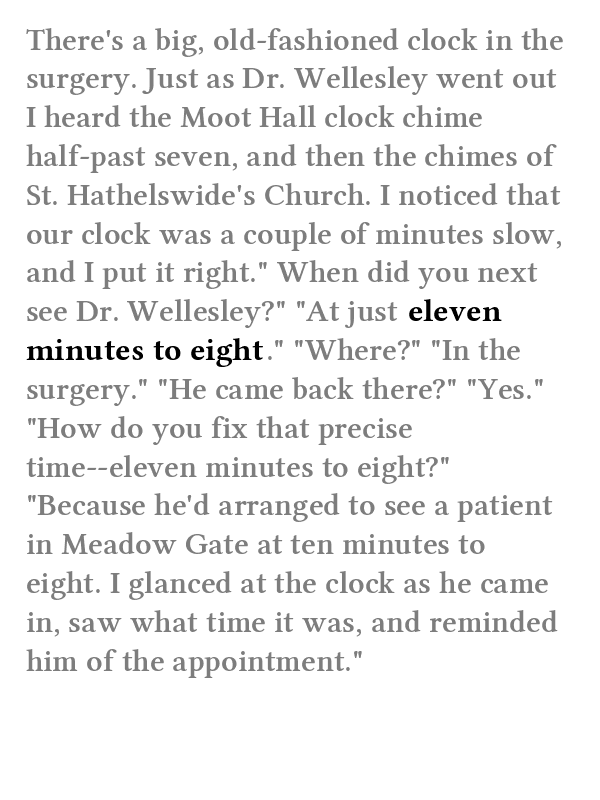 There's a big, old-fashioned clock in the
surgery. Just as Dr. Wellesley went out
I heard the Moot Hall clock chime
half-past seven, and then the chimes of
St. Hathelswide's Church. I noticed that
our clock was a couple of minutes slow,
and I put it right." When did you next
see Dr. Wellesley?" "At just eleven
minutes to eight." "Where?" "In the
surgery." "He came back there?" "Yes."
"How do you fix that precise
time--eleven minutes to eight?"
"Because he'd arranged to see a patient
in Meadow Gate at ten minutes to
eight. I glanced at the clock as he came
in, saw what time it was, and reminded
him of the appointment."